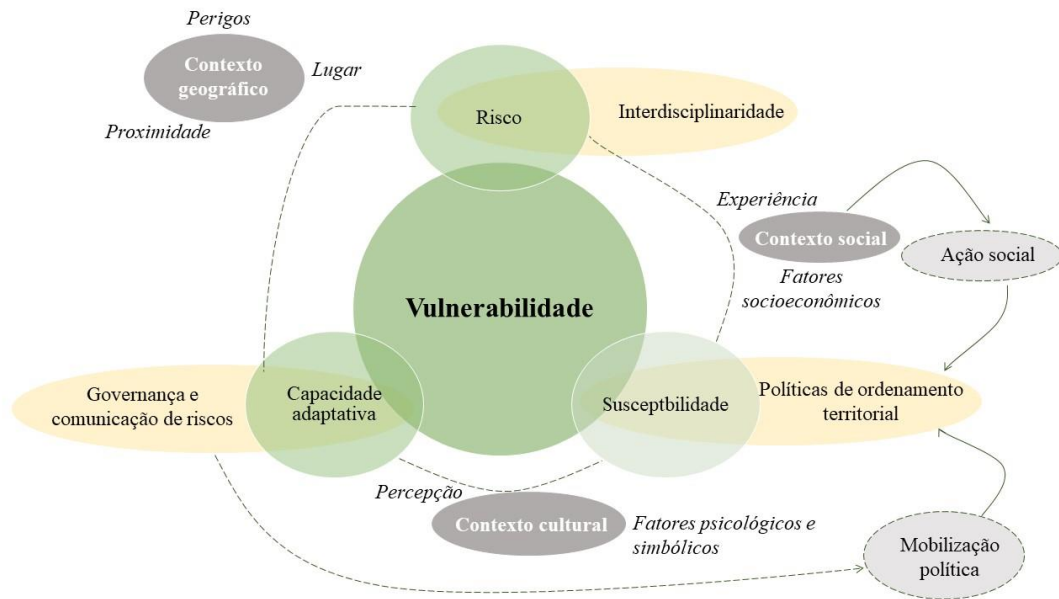 Perigos
Contexto
geográfico
Lugar
Proximidade
Risco
Interdisciplinaridade
Experiência
Contexto social
Fatores
socioeconômicos
Ação social
Vulnerabilidade
Governança e
comunicação de riscos
Capacidade
adaptativa
Susceptbilidade
Políticas de ordenamento
territorial
Percepção
Contexto cultural
Fatores psicológicos e
simbólicos
Mobilização
política